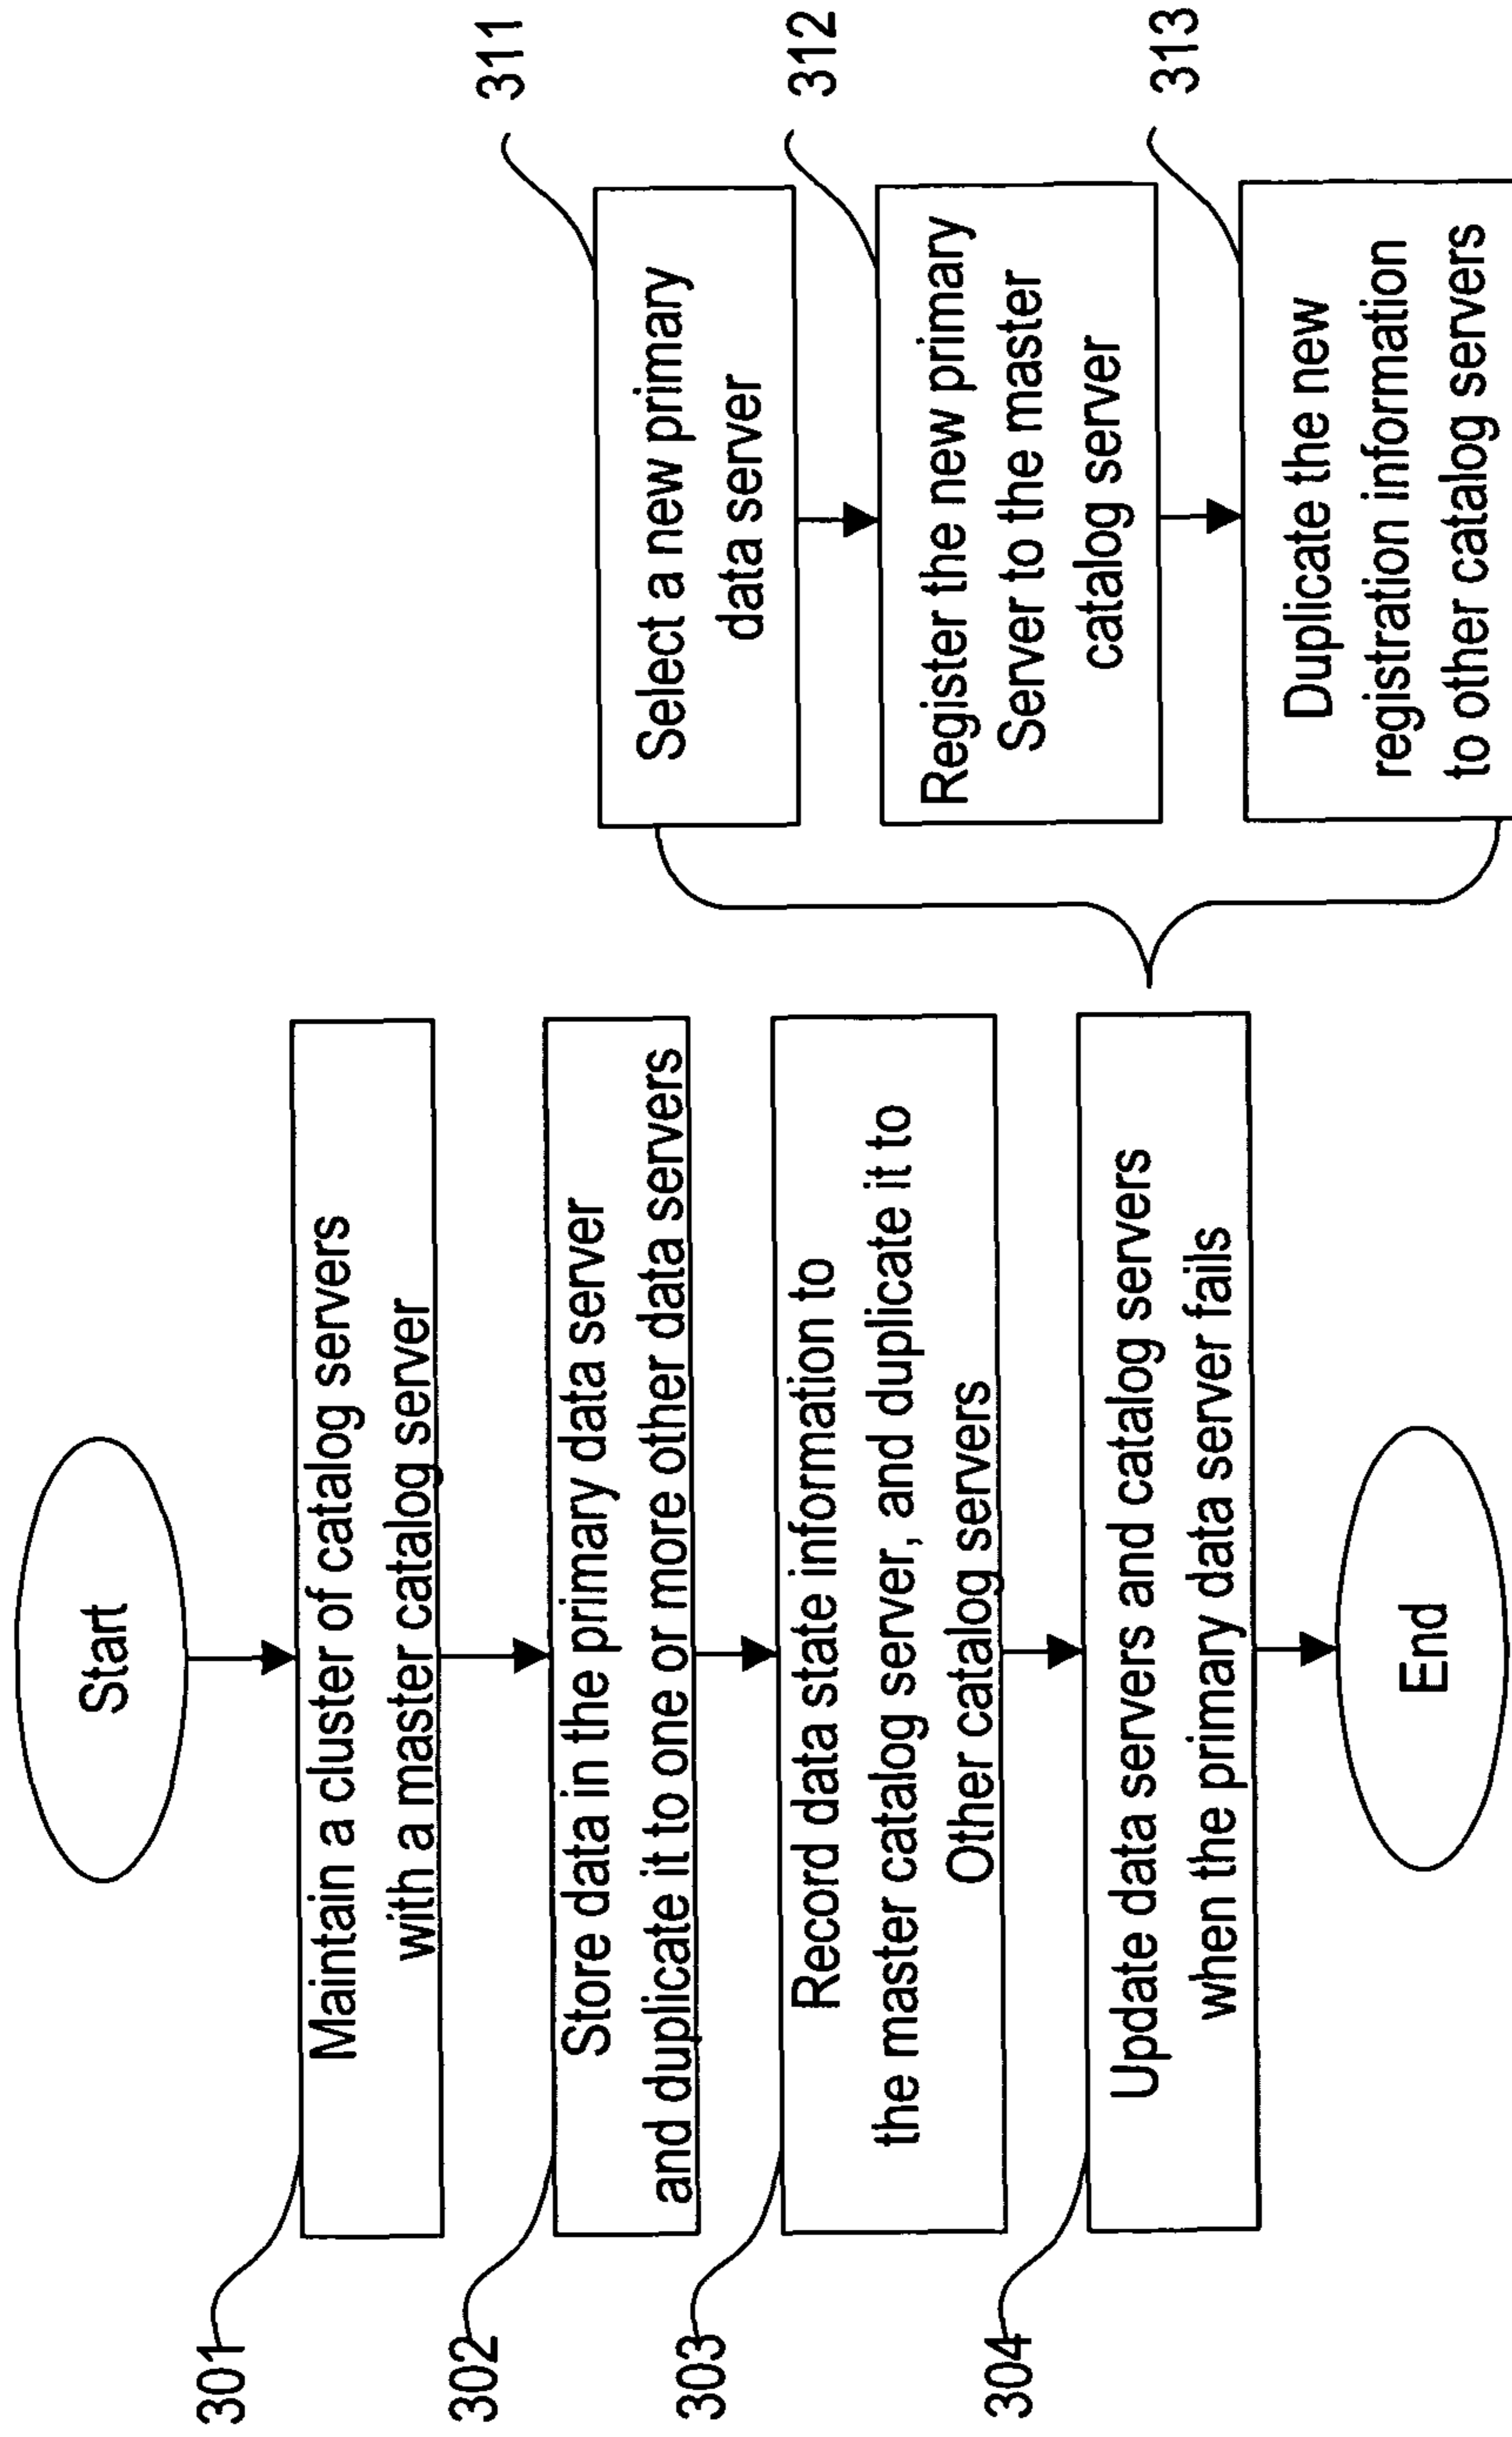 Start
301
Maintain a cluster of catalog servers
with a master catalog server
302
Store data in the primary data server
and duplicate it to one or more other data servers
303
Record data state information to
the master catalog server, and duplicate it to
Other catalog servers
304
Update data servers and catalog servers
when the primary data server fails
End
311
Select a new primary
data server
312
Register the new primary
Server to the master
catalog server
313
Duplicate the new
registration information
to other catalog servers